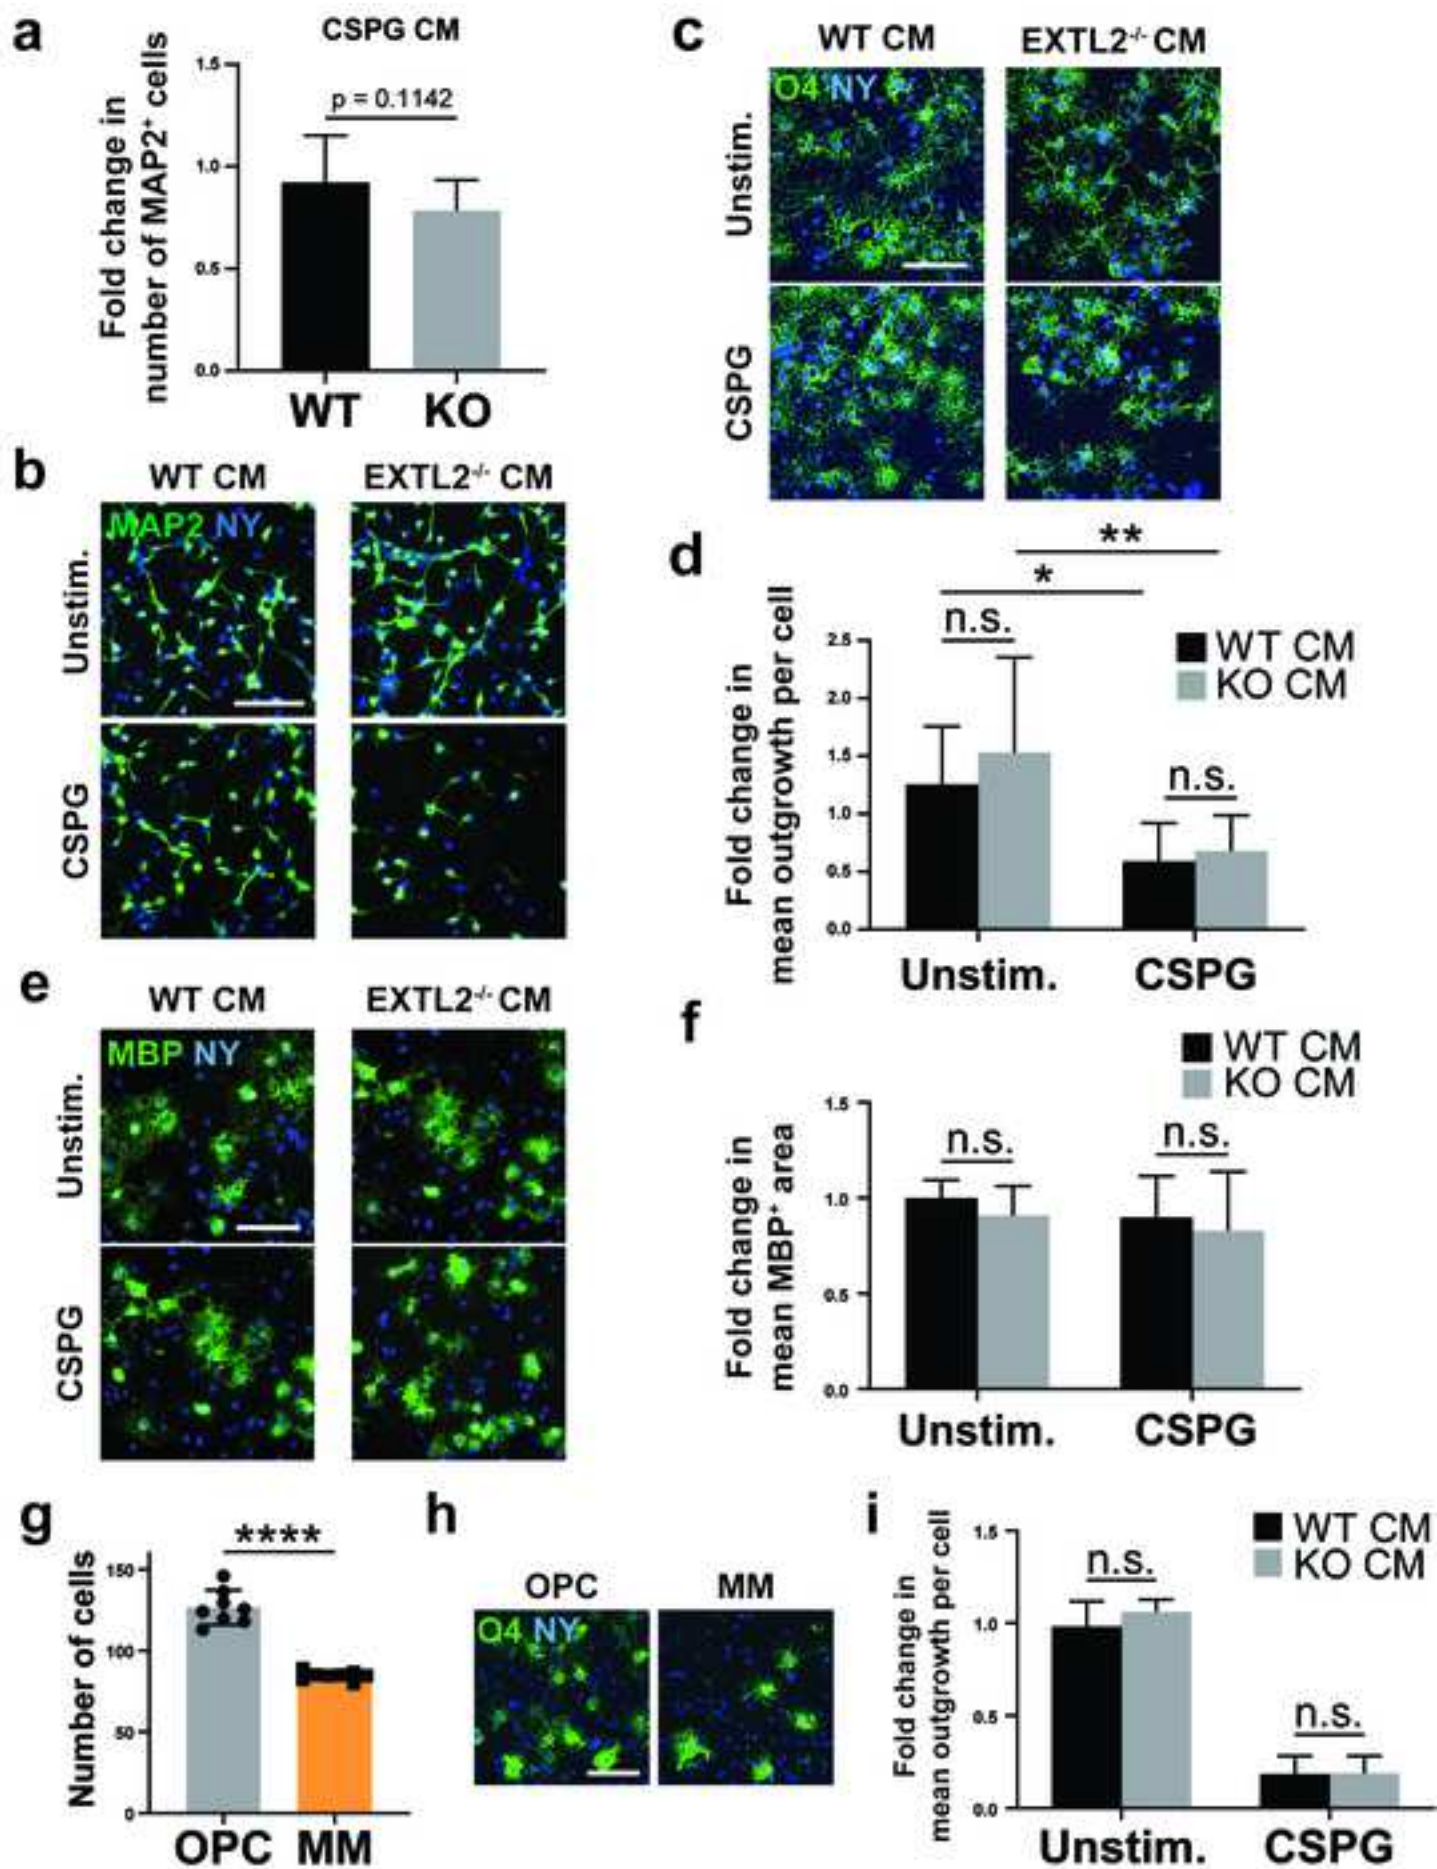 a
CSPG CM
Fold change in
number of MAP2⁺ cells
1.5
1.0
0.5
0.0
p = 0.1142
WT KO
b
WT CM EXTL2⁻/⁻ CM
MAP2 NY
Unstim.
CSPG
c
WT CM EXTL2⁻/⁻ CM
O4 NY
Unstim.
CSPG
d
Fold change in
mean outgrowth per cell
2.5
2.0
1.5
1.0
0.5
0.0
**
*
n.s.
n.s.
WT CM
KO CM
Unstim. CSPG
e
WT CM EXTL2⁻/⁻ CM
MBP NY
Unstim.
CSPG
f
Fold change in
mean MBP⁺ area
1.5
1.0
0.5
0.0
n.s. n.s.
WT CM
KO CM
Unstim. CSPG
g
Number of cells
150
100
50
0
****
OPC MM
h
OPC MM
O4 NY
i
Fold change in
mean outgrowth per cell
1.5
1.0
0.5
0.0
n.s.
n.s.
WT CM
KO CM
Unstim. CSPG